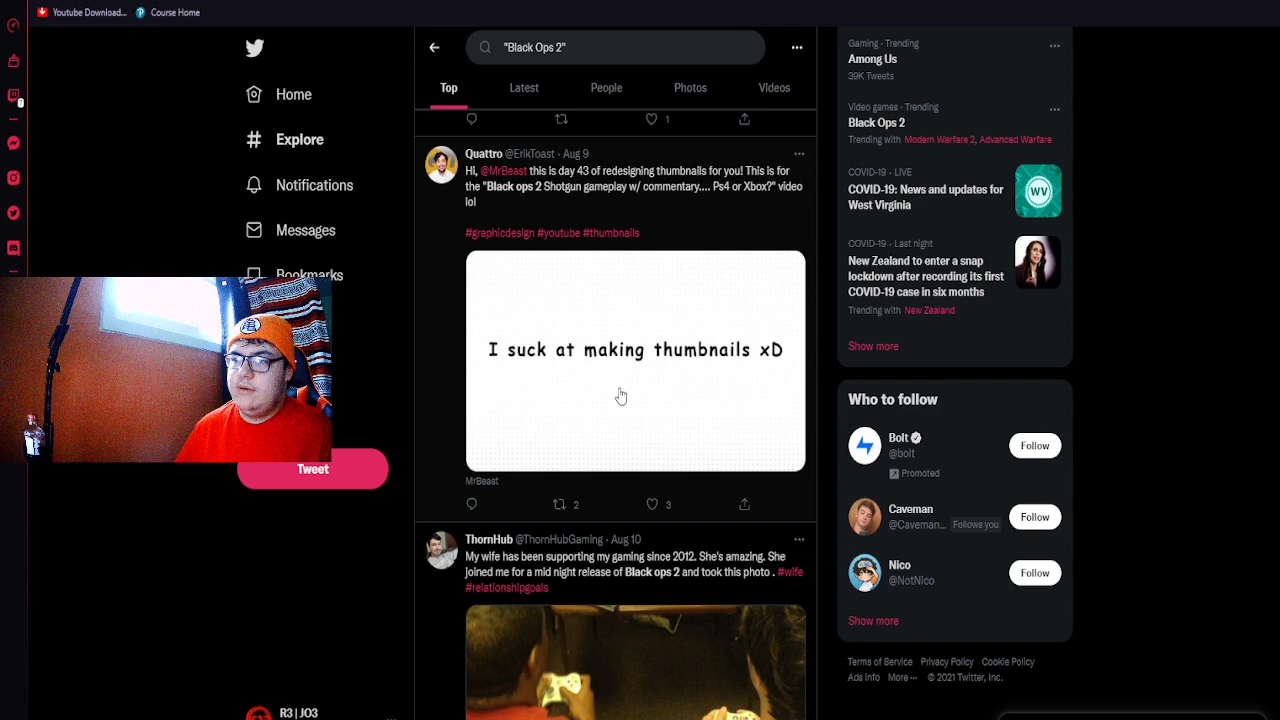 Youtube Download...
Course Home
7
Home
Explore
Notifications
Messages
Bookmarks
Tweet
R3 | JO3
"Black Ops 2"
Top
Latest
People
Photos
Videos
1
Quattro @ErikToast · Aug 9
Hi, @MrBeast this is day 43 of redesigning thumbnails for you! This is for
the "Black ops 2 Shotgun gameplay w/ commentary.... Ps4 or Xbox?" video
lol
#graphicdesign #youtube #thumbnails
I suck at making thumbnails xD
MrBeast
2
3
ThornHub @ThornHubGaming · Aug 10
My wife has been supporting my gaming since 2012. She's amazing. She
joined me for a mid night release of Black ops 2 and took this photo . #wife
#relationshipgoals
Gaming · Trending
Among Us
39K Tweets
Video games · Trending
Black Ops 2
Trending with Modern Warfare 2, Advanced Warfare
COVID-19 · LIVE
COVID-19: News and updates for
West Virginia
WV
COVID-19 · Last night
New Zealand to enter a snap
lockdown after recording its first
COVID-19 case in six months
Trending with New Zealand
Show more
Who to follow
Bolt
@bolt
Promoted
Follow
Caveman
@Caveman... Follows you
Follow
Nico
@NotNico
Follow
Show more
Terms of Service Privacy Policy Cookie Policy
Ads Info More ··· © 2021 Twitter, Inc.